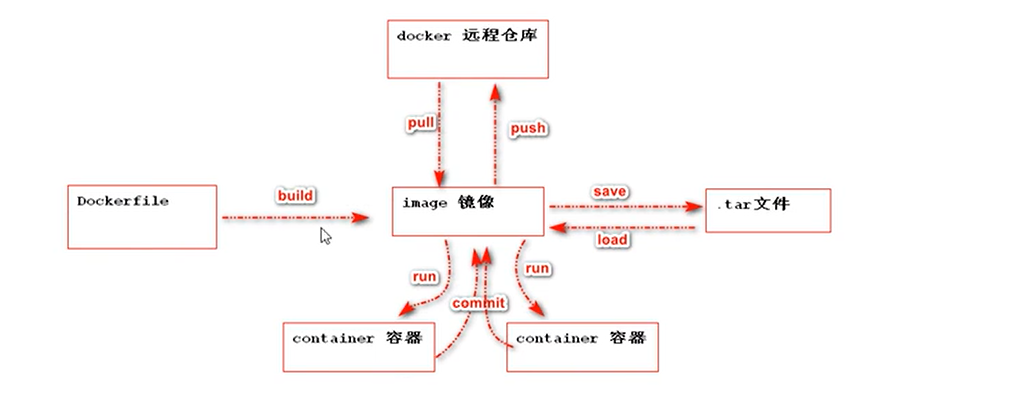 docker 远程仓库
pull
push
Dockerfile
build
image 镜像
save
.tar文件
load
run
run
commit
container 容器
container 容器